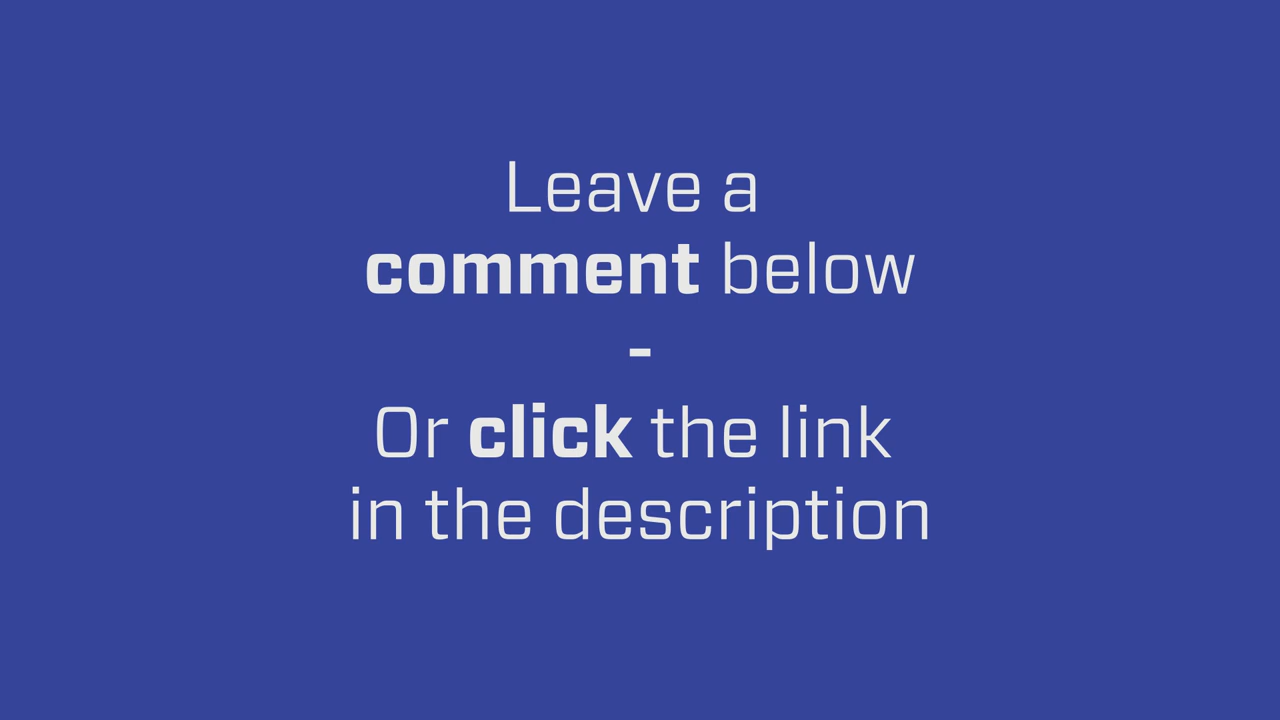 Leave a
comment below
-
Or click the link
in the description